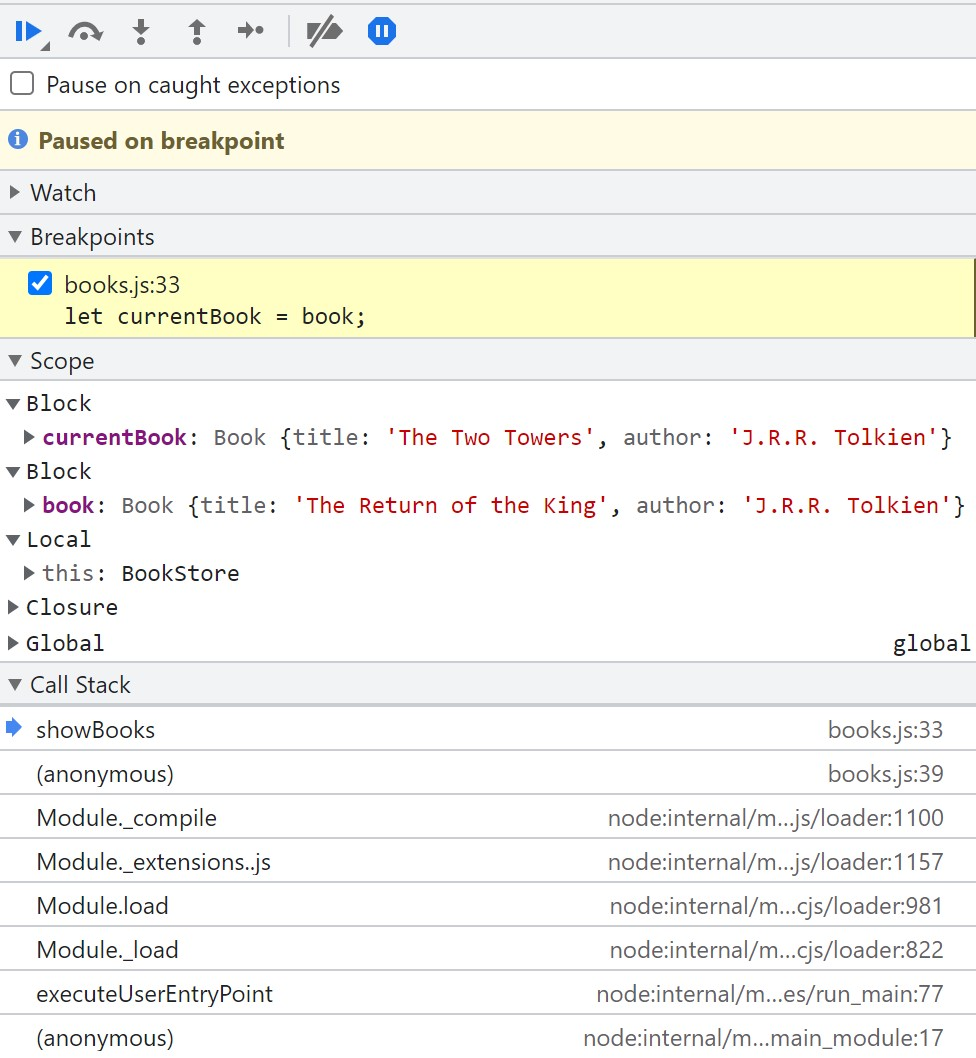 Pause on caught exceptions
Paused on breakpoint
Watch
Breakpoints
books.js:33
let currentBook = book;
Scope
Block
currentBook: Book {title: 'The Two Towers', author: 'J.R.R. Tolkien'}
Block
book: Book {title: 'The Return of the King', author: 'J.R.R. Tolkien'}
Local
this: BookStore
Closure
Global global
Call Stack
showBooks books.js:33
(anonymous) books.js:39
Module._compile node:internal/m…js/loader:1100
Module._extensions..js node:internal/m…js/loader:1157
Module.load node:internal/m…cjs/loader:981
Module._load node:internal/m…cjs/loader:822
executeUserEntryPoint node:internal/m…es/run_main:77
(anonymous) node:internal/m…main_module:17